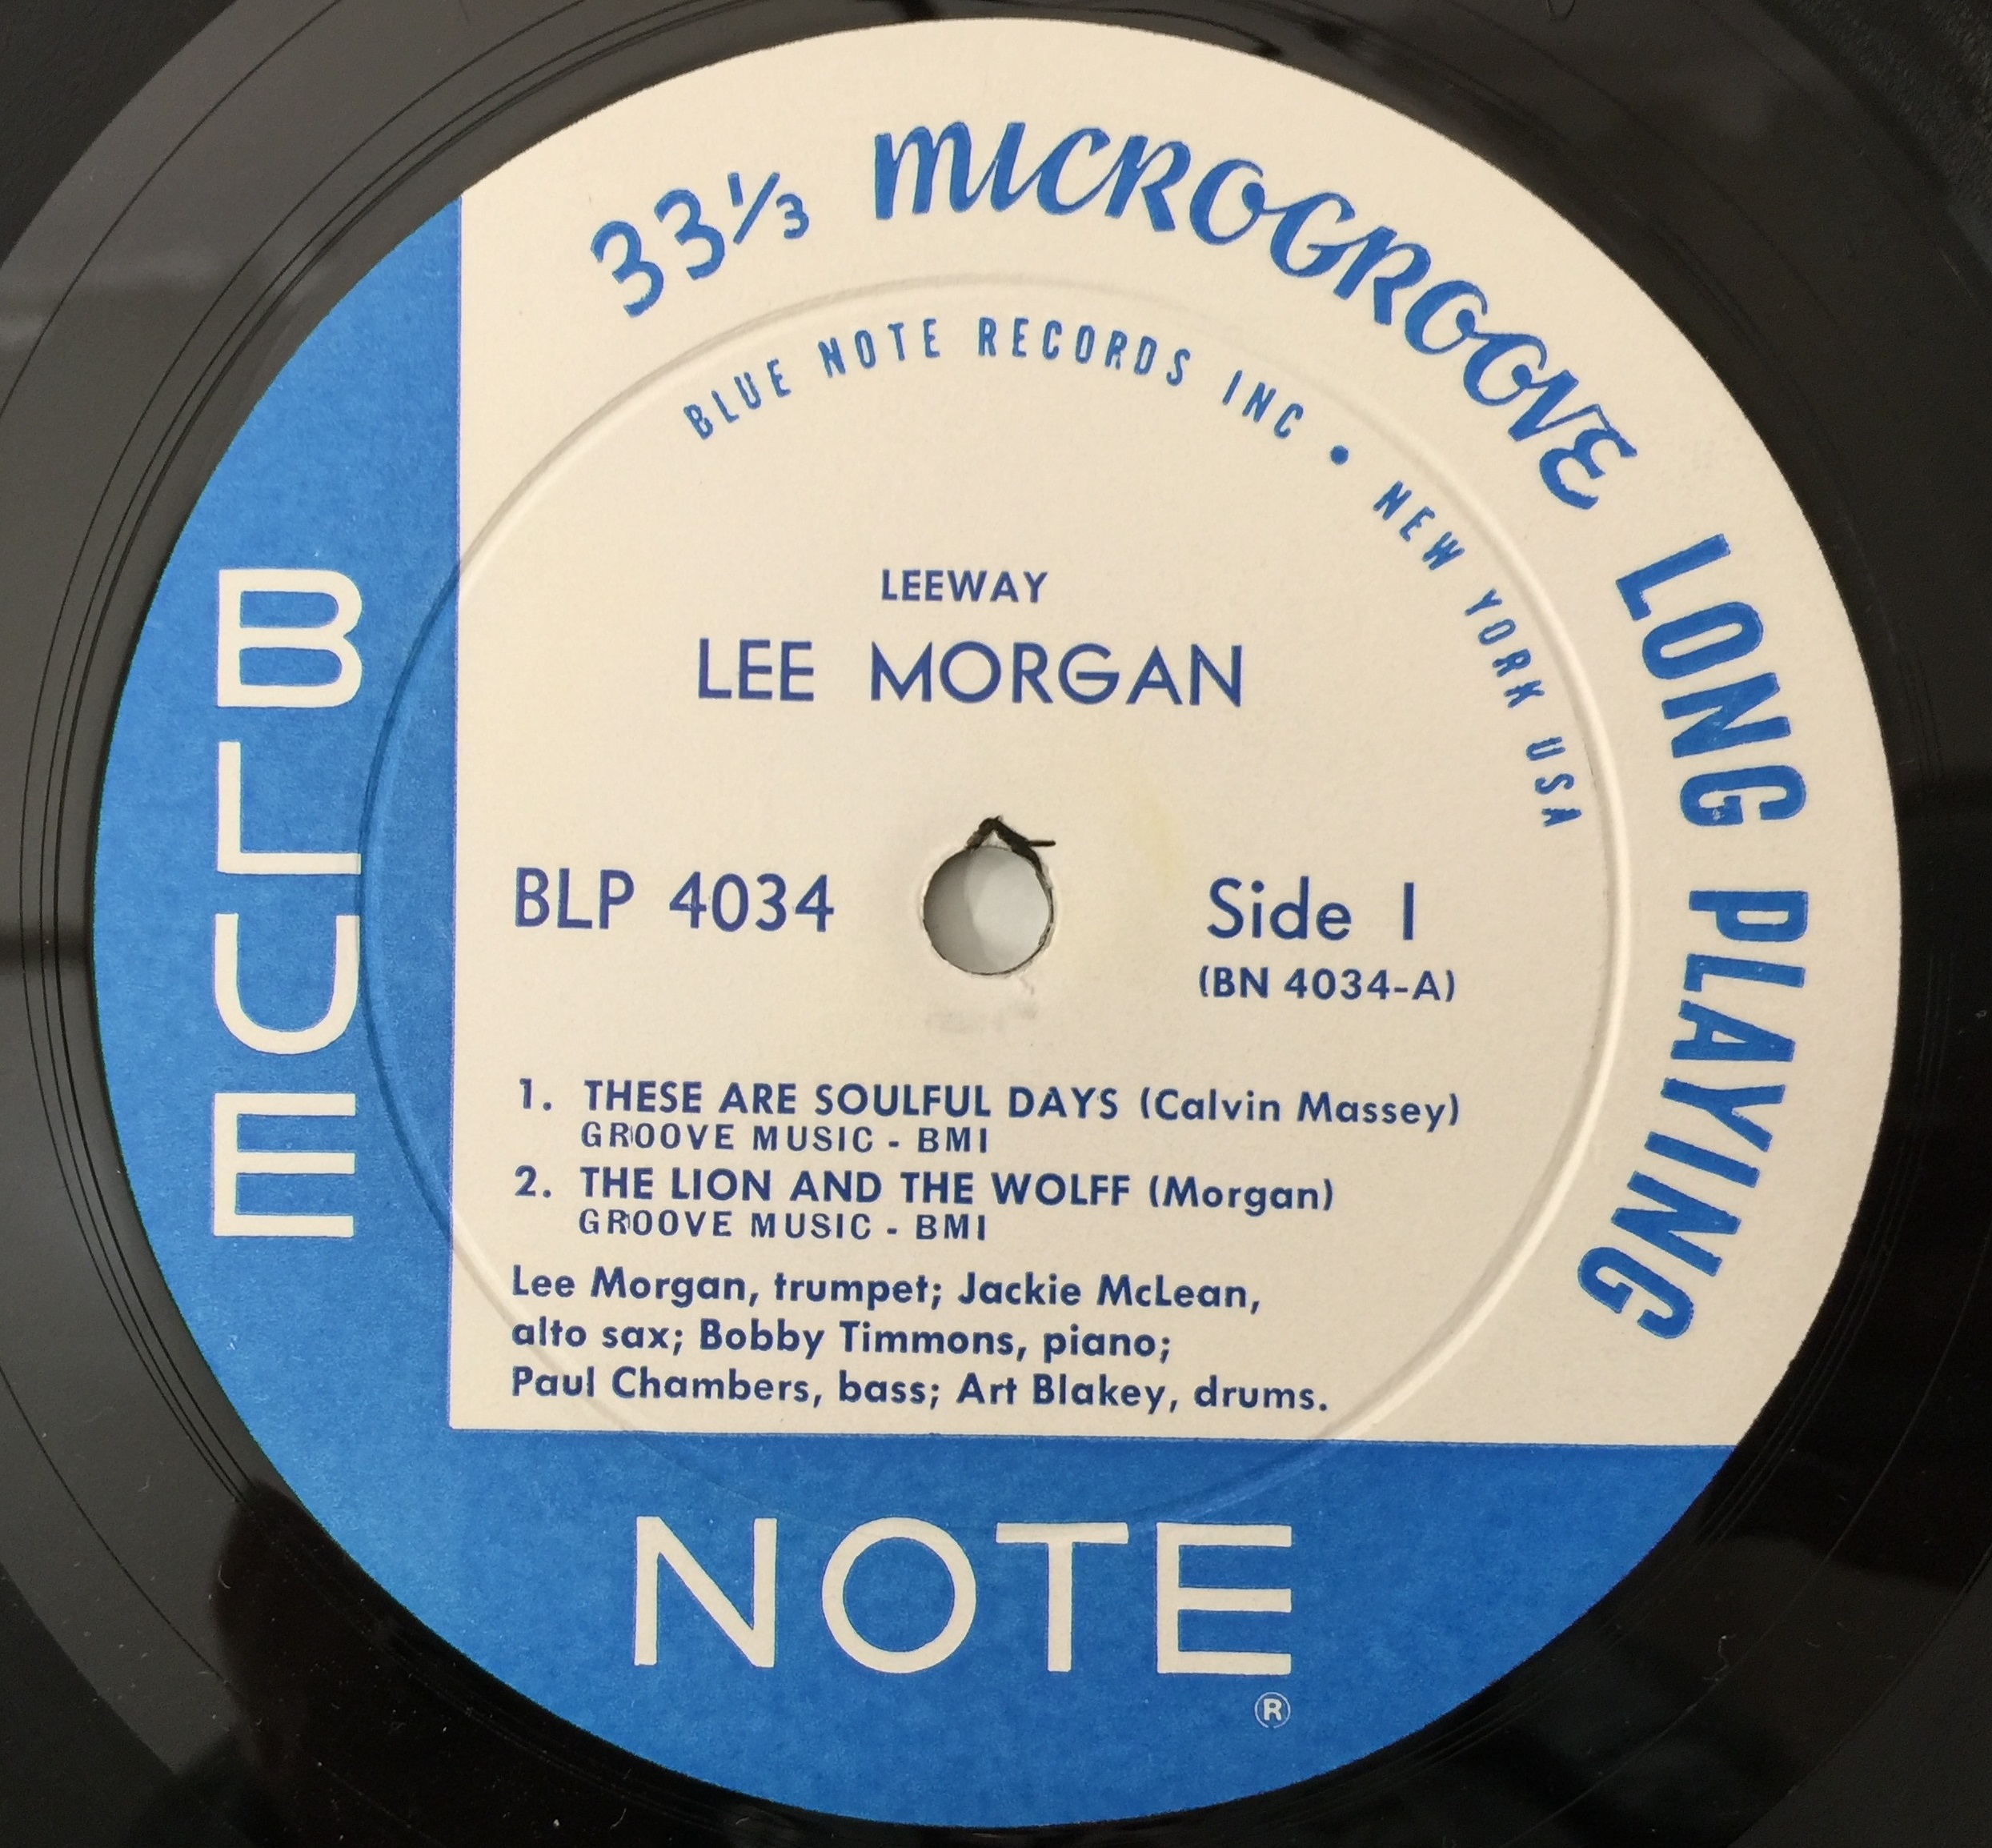 33⅓ MICROGROOVE LONG PLAYING
BLUE NOTE RECORDS INC • NEW YORK USA
LEEWAY
LEE MORGAN
BLP 4034
Side 1
(BN 4034-A)
1. THESE ARE SOULFUL DAYS (Calvin Massey)
GROOVE MUSIC - BMI
2. THE LION AND THE WOLFF (Morgan)
GROOVE MUSIC - BMI
Lee Morgan, trumpet; Jackie McLean,
alto sax; Bobby Timmons, piano;
Paul Chambers, bass; Art Blakey, drums.
BLUE
NOTE
®